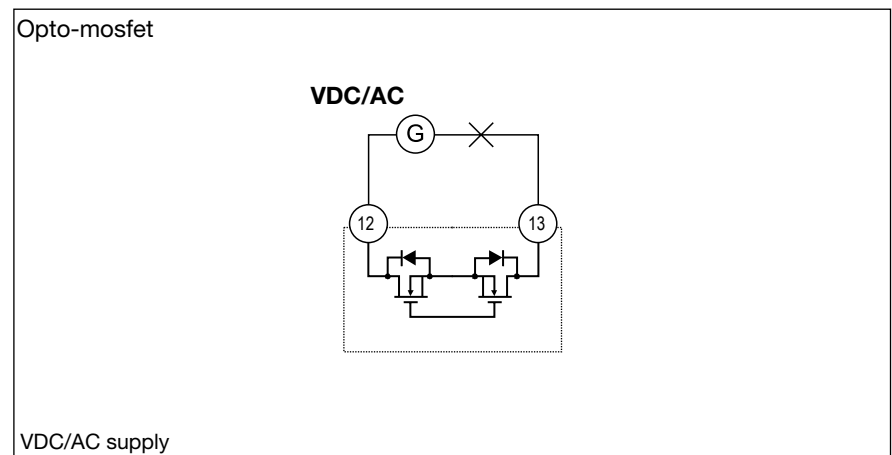 Opto-mosfet
VDC/AC
G
12
13
VDC/AC supply